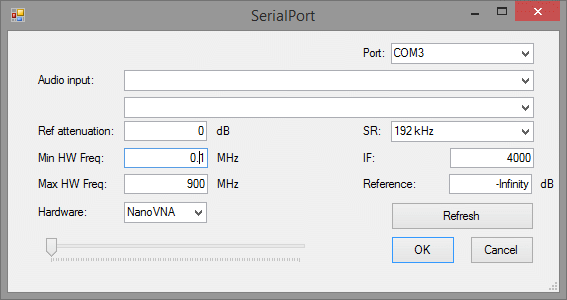 SerialPort
Port: COM3
Audio input:
Ref attenuation: 0 dB SR: 192 kHz
Min HW Freq: 0.1 MHz IF: 4000
Max HW Freq: 900 MHz Reference: -Infinity dB
Hardware: NanoVNA Refresh
OK Cancel